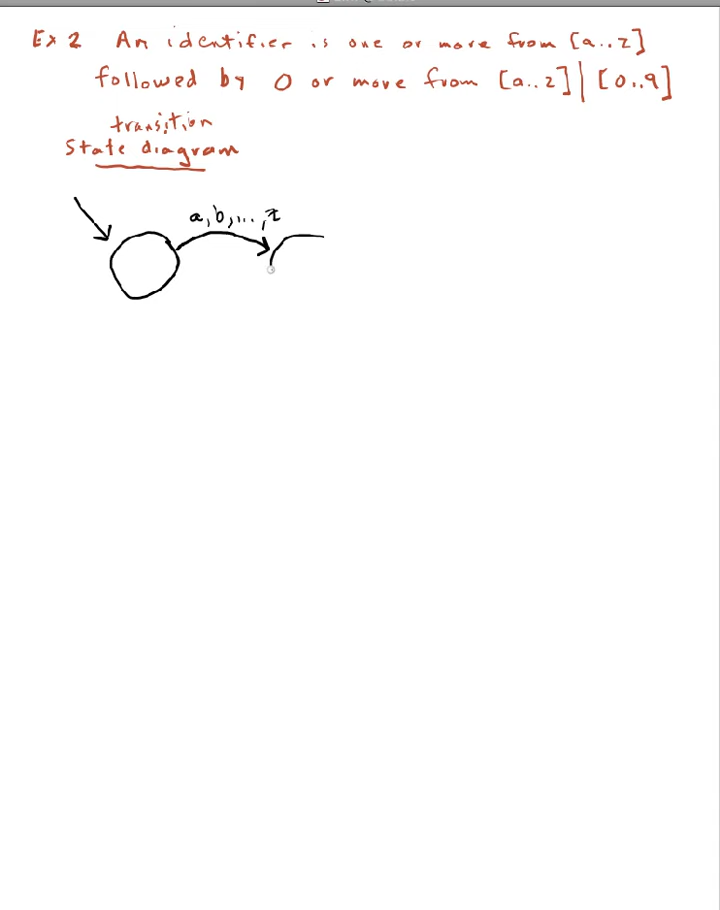 Ex 2 An identifier is one or more from [a..z]
followed by 0 or more from [a..z] | [0..9]
transition
State diagram
a, b, ..., z